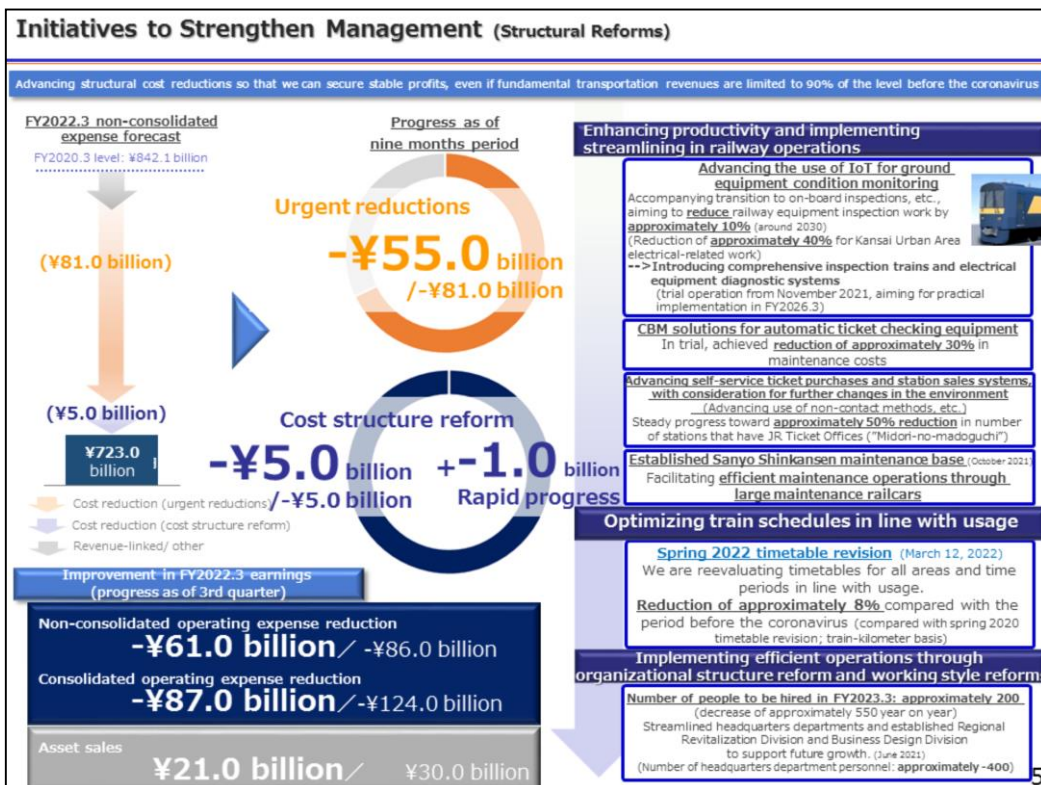 Initiatives to Strengthen Management (Structural Reforms)
Advancing structural cost reductions so that we can secure stable profits, even if fundamental transportation revenues are limited to 90% of the level before the coronavirus
FY2022.3 non-consolidated
expense forecast
FY2020.3 level: ¥842.1 billion
(¥81.0 billion)
(¥5.0 billion)
¥723.0
billion
Cost reduction (urgent reductions)
Cost reduction (cost structure reform)
Revenue-linked/ other
Progress as of
nine months period
Urgent reductions
-¥55.0 billion
/-¥81.0 billion
Cost structure reform
-¥5.0 billion
/-¥5.0 billion
+-1.0 billion
Rapid progress
Improvement in FY2022.3 earnings
(progress as of 3rd quarter)
Non-consolidated operating expense reduction
-¥61.0 billion／ -¥86.0 billion
Consolidated operating expense reduction
-¥87.0 billion／-¥124.0 billion
Asset sales
¥21.0 billion／ ¥30.0 billion
Enhancing productivity and implementing
streamlining in railway operations
Advancing the use of IoT for ground
equipment condition monitoring
Accompanying transition to on-board inspections, etc.,
aiming to reduce railway equipment inspection work by
approximately 10% (around 2030)
(Reduction of approximately 40% for Kansai Urban Area
electrical-related work)
-->Introducing comprehensive inspection trains and electrical
equipment diagnostic systems
(trial operation from November 2021, aiming for practical
implementation in FY2026.3)
CBM solutions for automatic ticket checking equipment
In trial, achieved reduction of approximately 30% in
maintenance costs
Advancing self-service ticket purchases and station sales systems,
with consideration for further changes in the environment
(Advancing use of non-contact methods, etc.)
Steady progress toward approximately 50% reduction in number
of stations that have JR Ticket Offices ("Midori-no-madoguchi")
Established Sanyo Shinkansen maintenance base (October 2021)
Facilitating efficient maintenance operations through
large maintenance railcars
Optimizing train schedules in line with usage
Spring 2022 timetable revision (March 12, 2022)
We are reevaluating timetables for all areas and time
periods in line with usage.
Reduction of approximately 8% compared with the
period before the coronavirus (compared with spring 2020
timetable revision; train-kilometer basis)
Implementing efficient operations through
organizational structure reform and working style reforms
Number of people to be hired in FY2023.3: approximately 200
(decrease of approximately 550 year on year)
Streamlined headquarters departments and established Regional
Revitalization Division and Business Design Division
to support future growth. (June 2021)
(Number of headquarters department personnel: approximately -400)
5